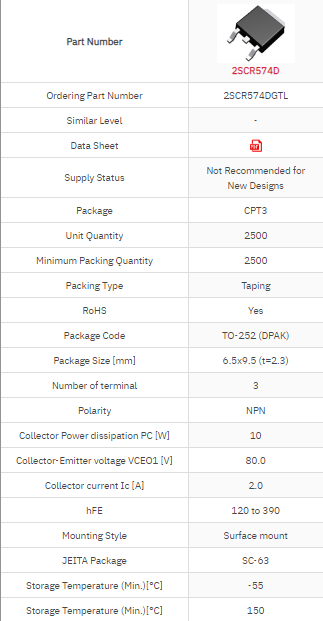 Part Number
2SCR574D
Ordering Part Number 2SCR574DGTL
Similar Level -
Data Sheet PDF
Supply Status Not Recommended for
New Designs
Package CPT3
Unit Quantity 2500
Minimum Packing Quantity 2500
Packing Type Taping
RoHS Yes
Package Code TO-252 (DPAK)
Package Size [mm] 6.5x9.5 (t=2.3)
Number of terminal 3
Polarity NPN
Collector Power dissipation PC [W] 10
Collector-Emitter voltage VCEO1 [V] 80.0
Collector current Ic [A] 2.0
hFE 120 to 390
Mounting Style Surface mount
JEITA Package SC-63
Storage Temperature (Min.)[°C] -55
Storage Temperature (Min.)[°C] 150